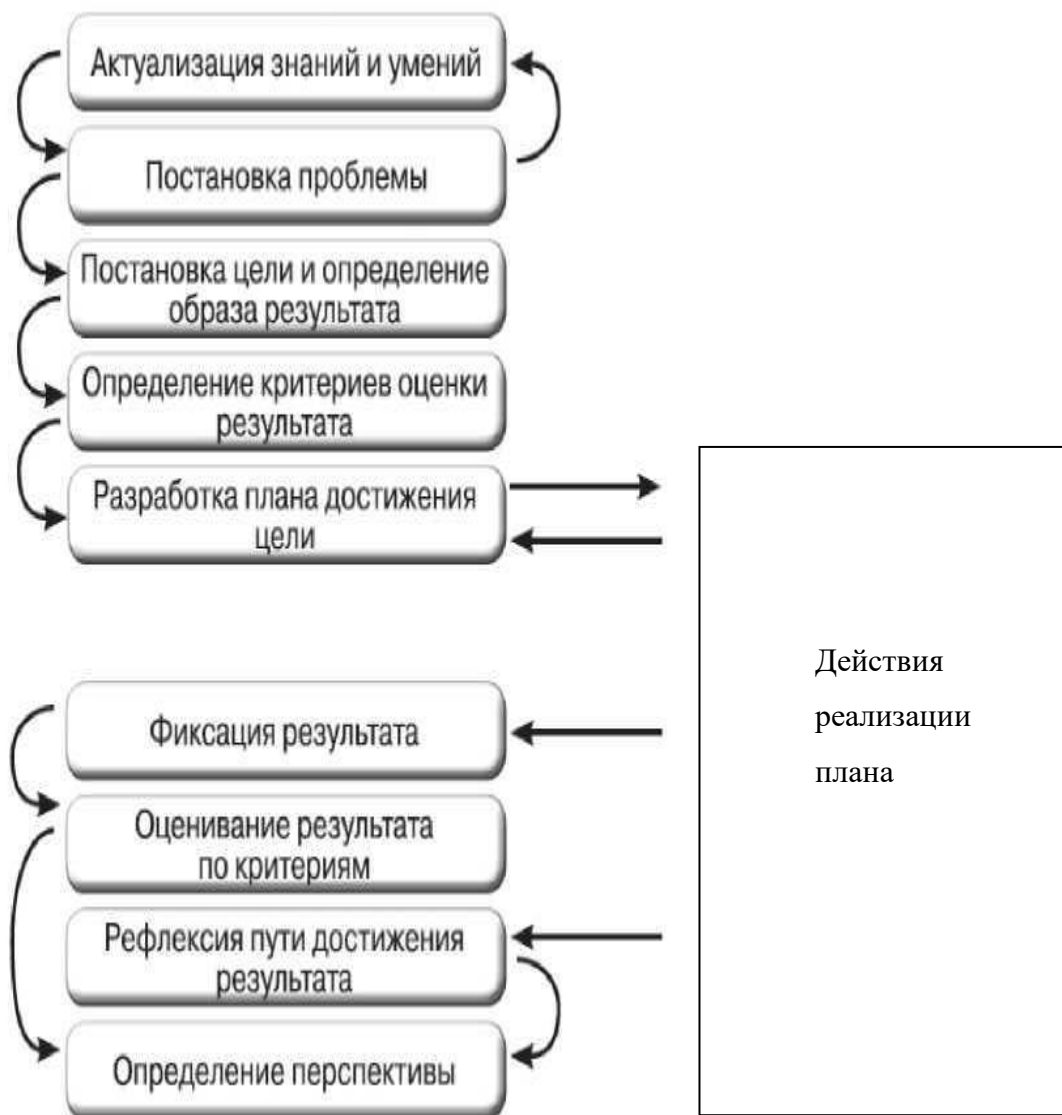 Актуализация знаний и умений
Постановка проблемы
Постановка цели и определение
образа результата
Определение критериев оценки
результата
Разработка плана достижения
цели
Действия
реализации
плана
Фиксация результата
Оценивание результата
по критериям
Рефлексия пути достижения
результата
Определение перспективы